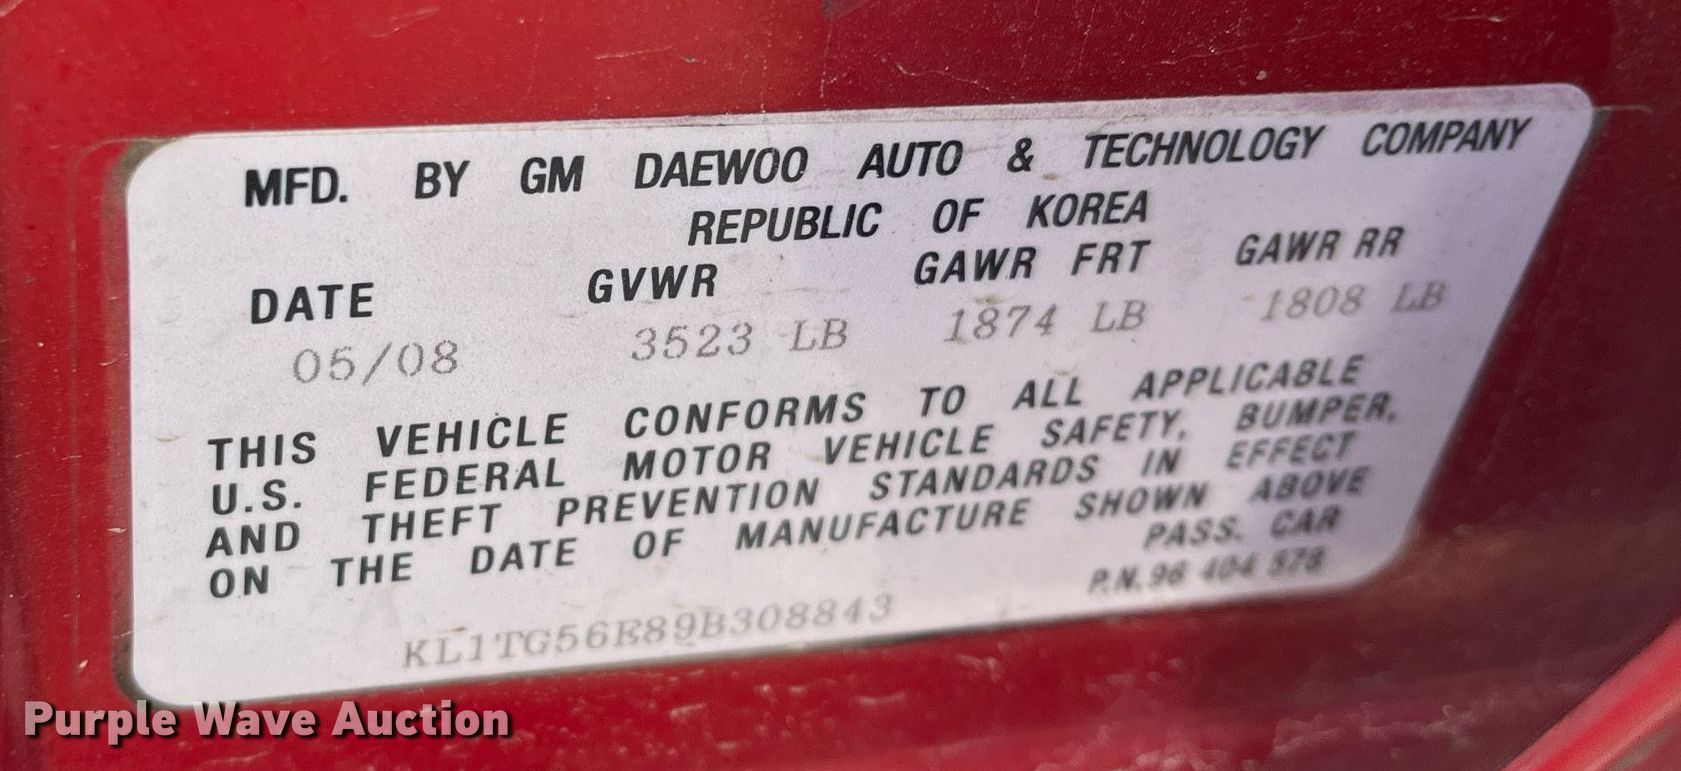 MFD. BY GM DAEWOO AUTO & TECHNOLOGY COMPANY
REPUBLIC OF KOREA
DATE GVWR GAWR FRT GAWR RR
05/08 3523 LB 1874 LB 1808 LB
THIS VEHICLE CONFORMS TO ALL APPLICABLE
U.S. FEDERAL MOTOR VEHICLE SAFETY, BUMPER,
AND THEFT PREVENTION STANDARDS IN EFFECT
ON THE DATE OF MANUFACTURE SHOWN ABOVE
PASS. CAR
P.N. 96 404 576
KL1TG56E89B308843
Purple Wave Auction